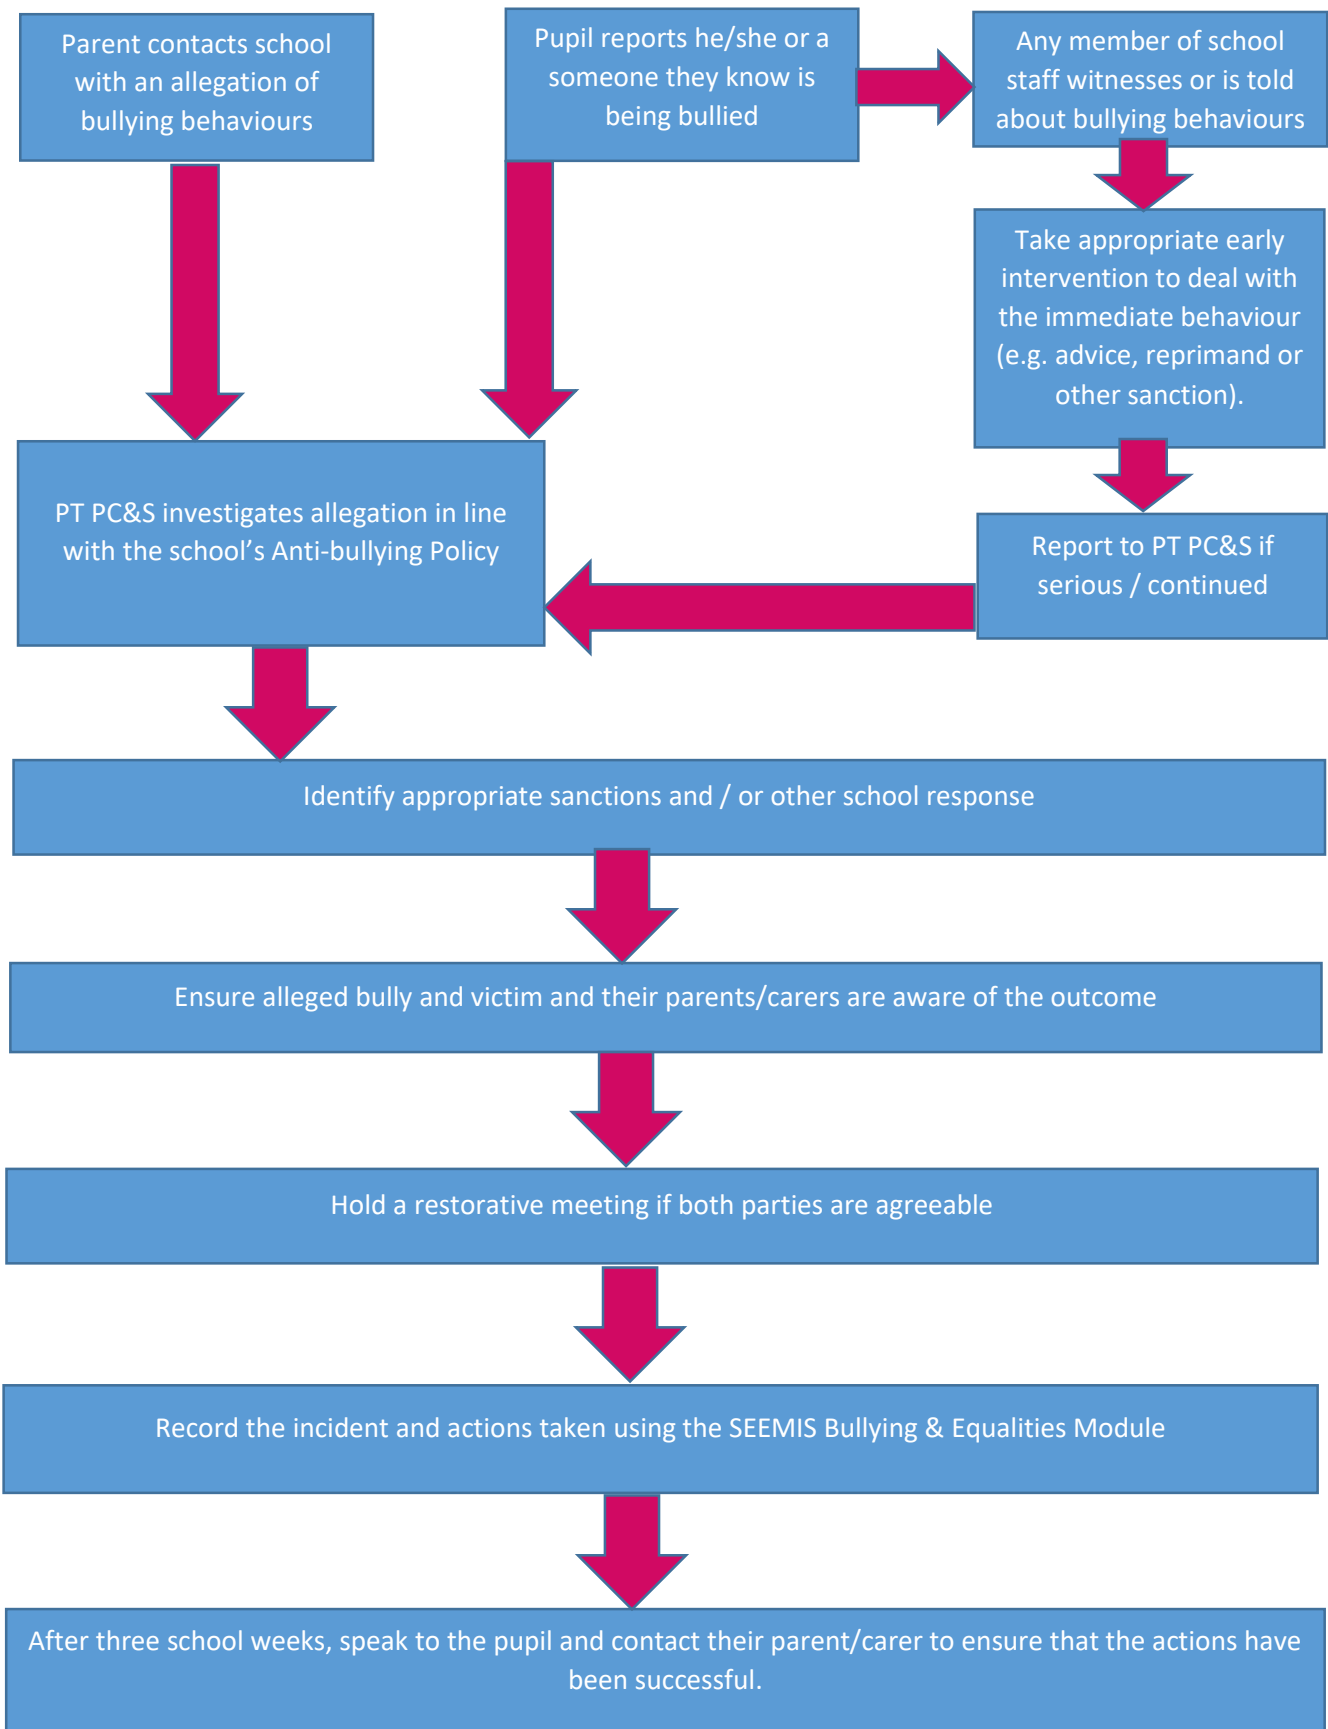 Parent contacts school
with an allegation of
bullying behaviours
Pupil reports he/she or a
someone they know is
being bullied
Any member of school
staff witnesses or is told
about bullying behaviours
Take appropriate early
intervention to deal with
the immediate behaviour
(e.g. advice, reprimand or
other sanction).
PT PC&S investigates allegation in line
with the school’s Anti-bullying Policy
Report to PT PC&S if
serious / continued
Identify appropriate sanctions and / or other school response
Ensure alleged bully and victim and their parents/carers are aware of the outcome
Hold a restorative meeting if both parties are agreeable
Record the incident and actions taken using the SEEMIS Bullying & Equalities Module
After three school weeks, speak to the pupil and contact their parent/carer to ensure that the actions have
been successful.